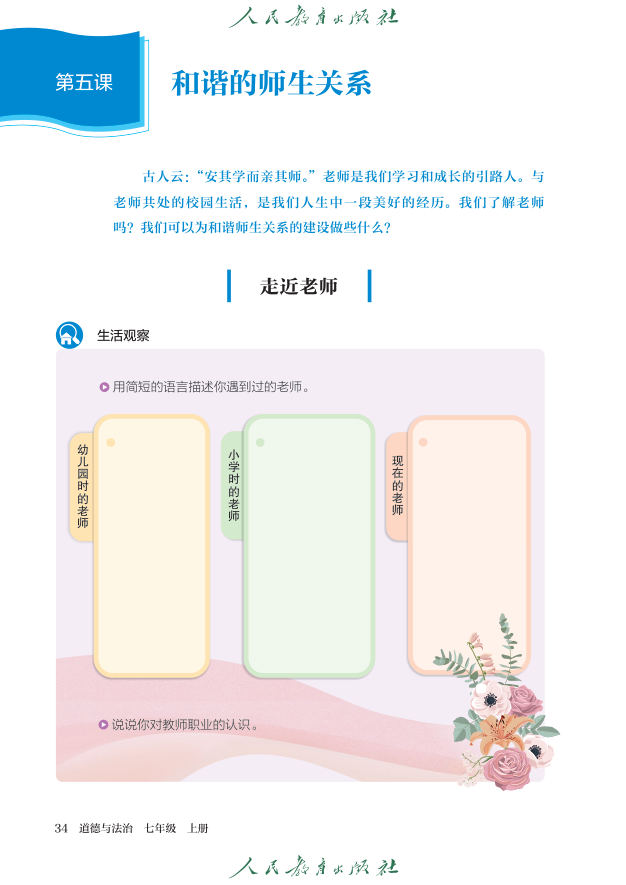 人民教育出版社
第五课
和谐的师生关系
古人云：“安其学而亲其师。”老师是我们学习和成长的引路人。与
老师共处的校园生活，是我们人生中一段美好的经历。我们了解老师
吗？我们可以为和谐师生关系的建设做些什么？
走近老师
生活观察
用简短的语言描述你遇到过的老师。
幼儿园时的老师
小学时的老师
现在的老师
说说你对教师职业的认识。
34 道德与法治 七年级 上册
人民教育出版社